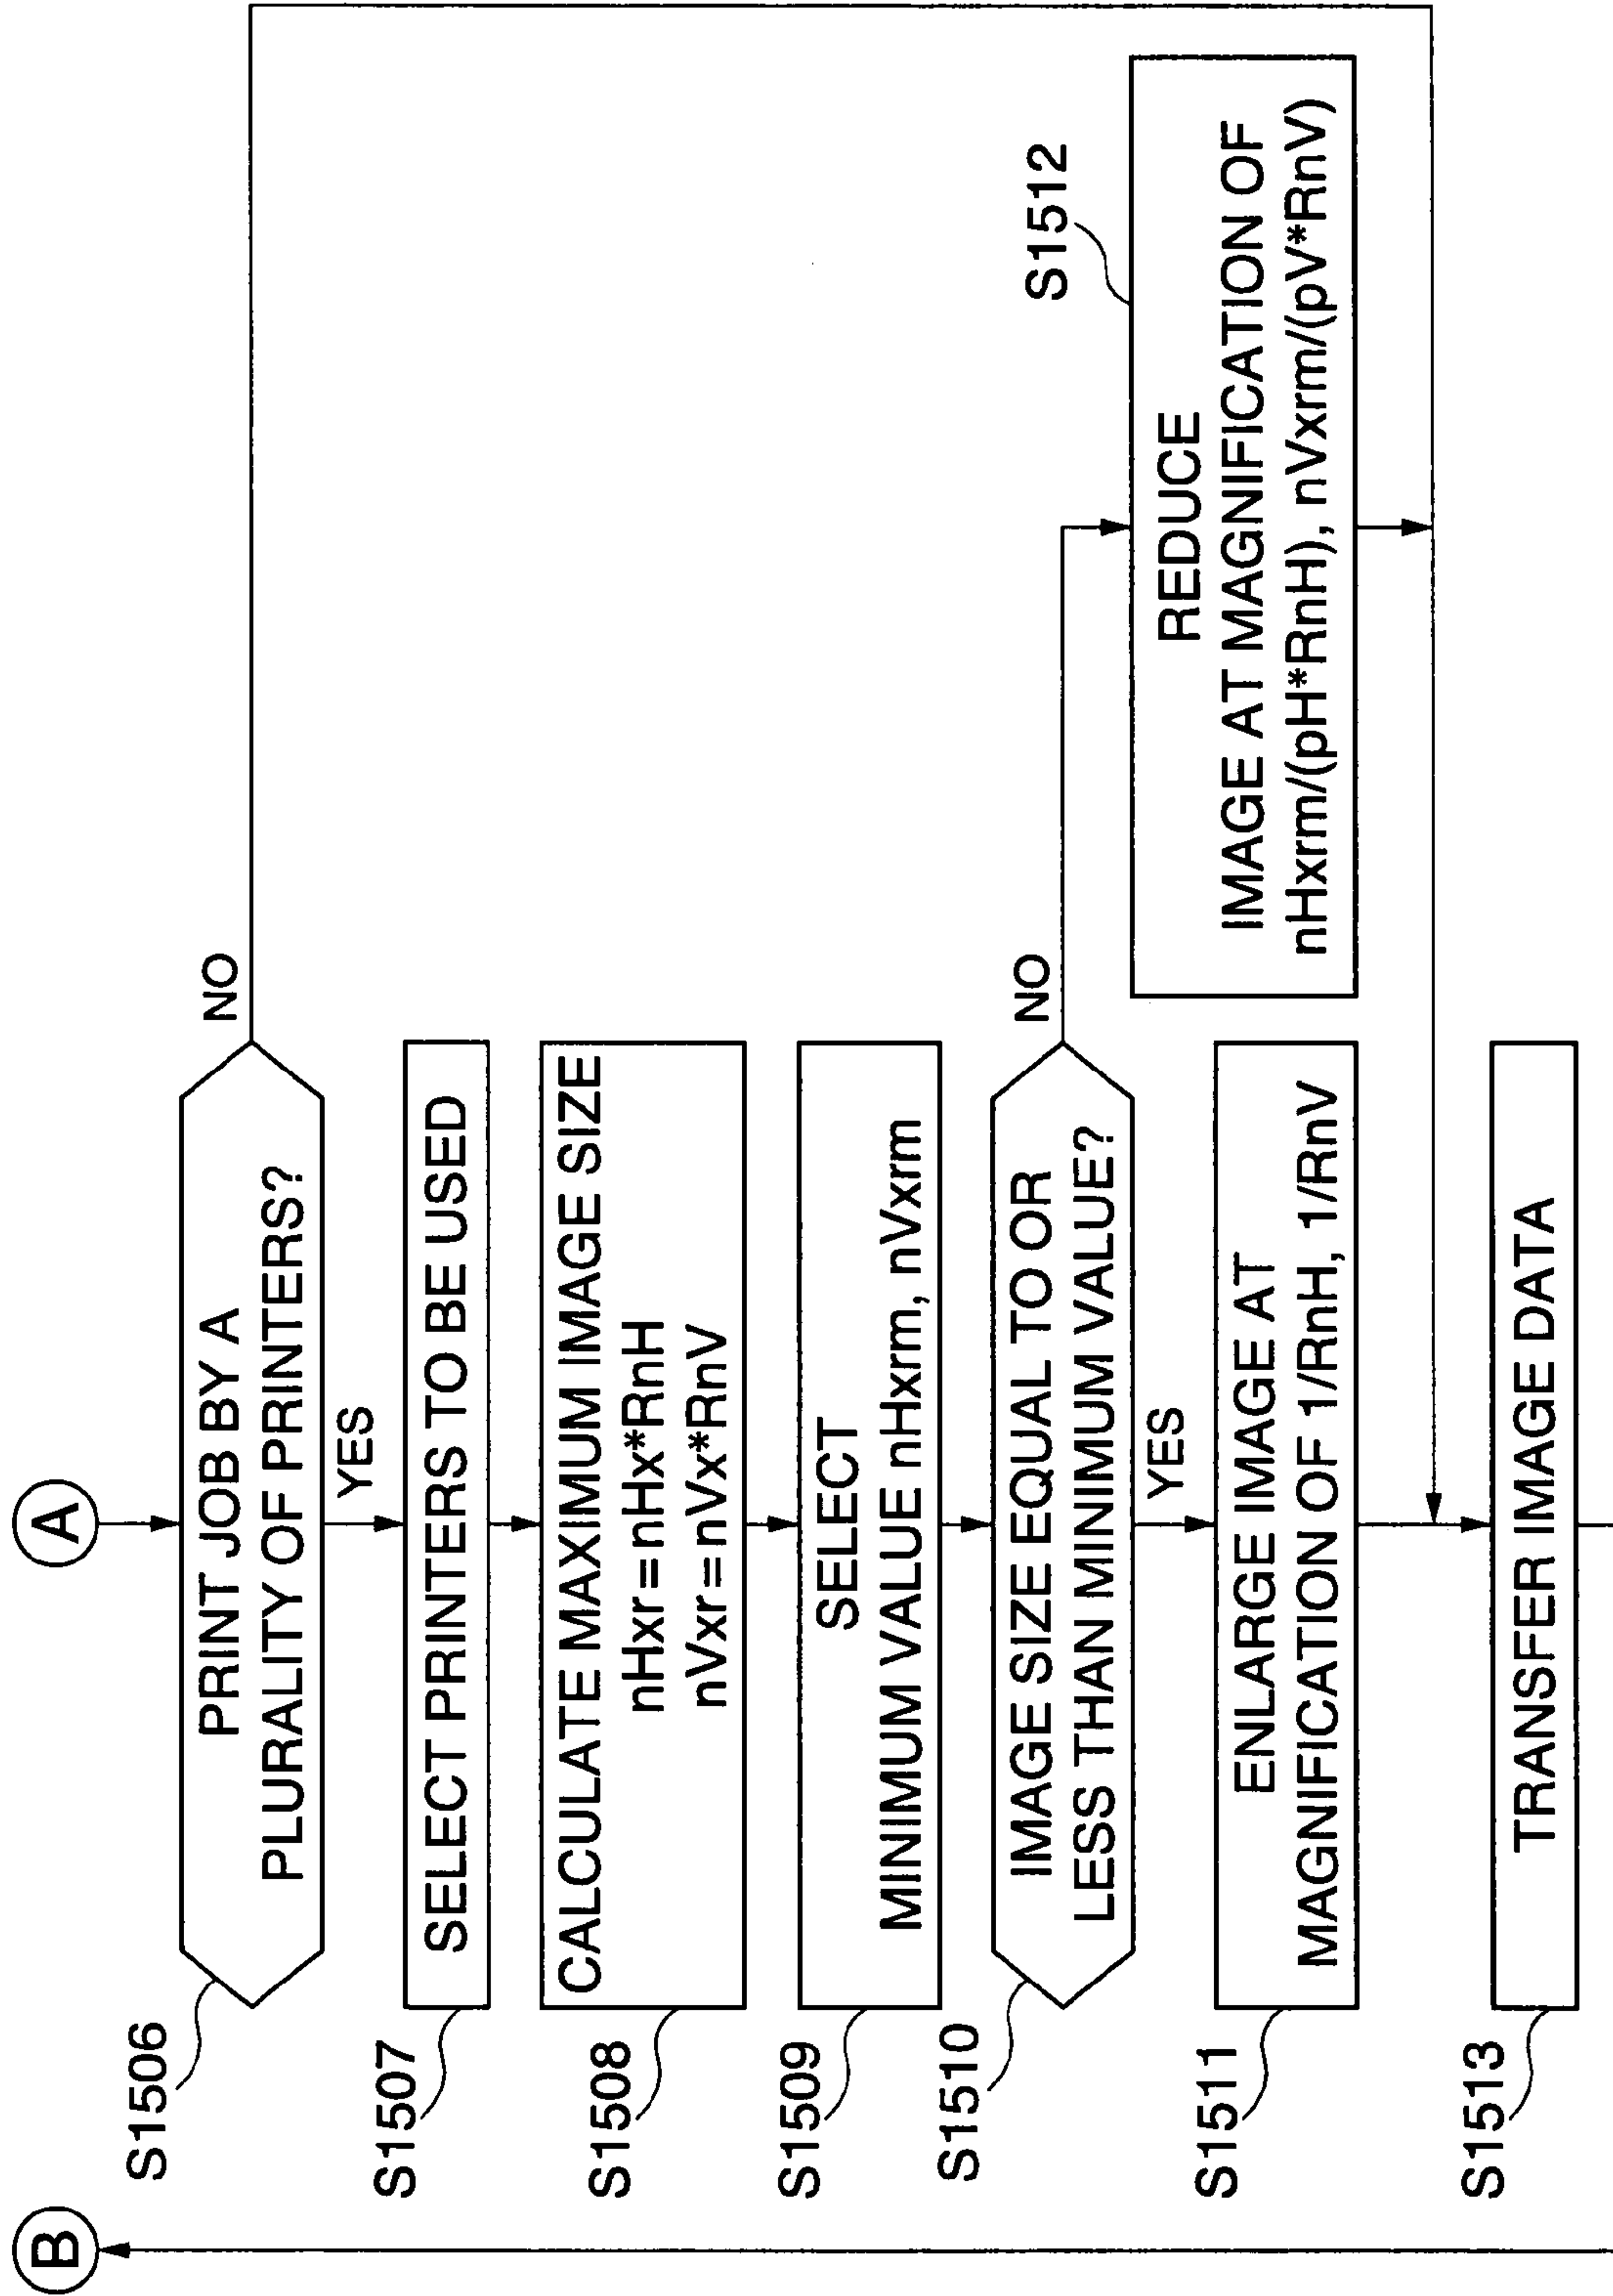 A
B
S1506
PRINT JOB BY A
PLURALITY OF PRINTERS?
NO
YES
S1507
SELECT PRINTERS TO BE USED
S1508
CALCULATE MAXIMUM IMAGE SIZE
nHxr=nHx*RnH
nVxr=nVx*RnV
S1509
SELECT
MINIMUM VALUE nHxrm, nVxrm
S1510
IMAGE SIZE EQUAL TO OR
LESS THAN MINIMUM VALUE?
NO
YES
S1512
REDUCE
IMAGE AT MAGNIFICATION OF
nHxrm/(pH*RnH), nVxrm/(pV*RnV)
S1511
ENLARGE IMAGE AT
MAGNIFICATION OF 1/RnH, 1/RnV
S1513
TRANSFER IMAGE DATA